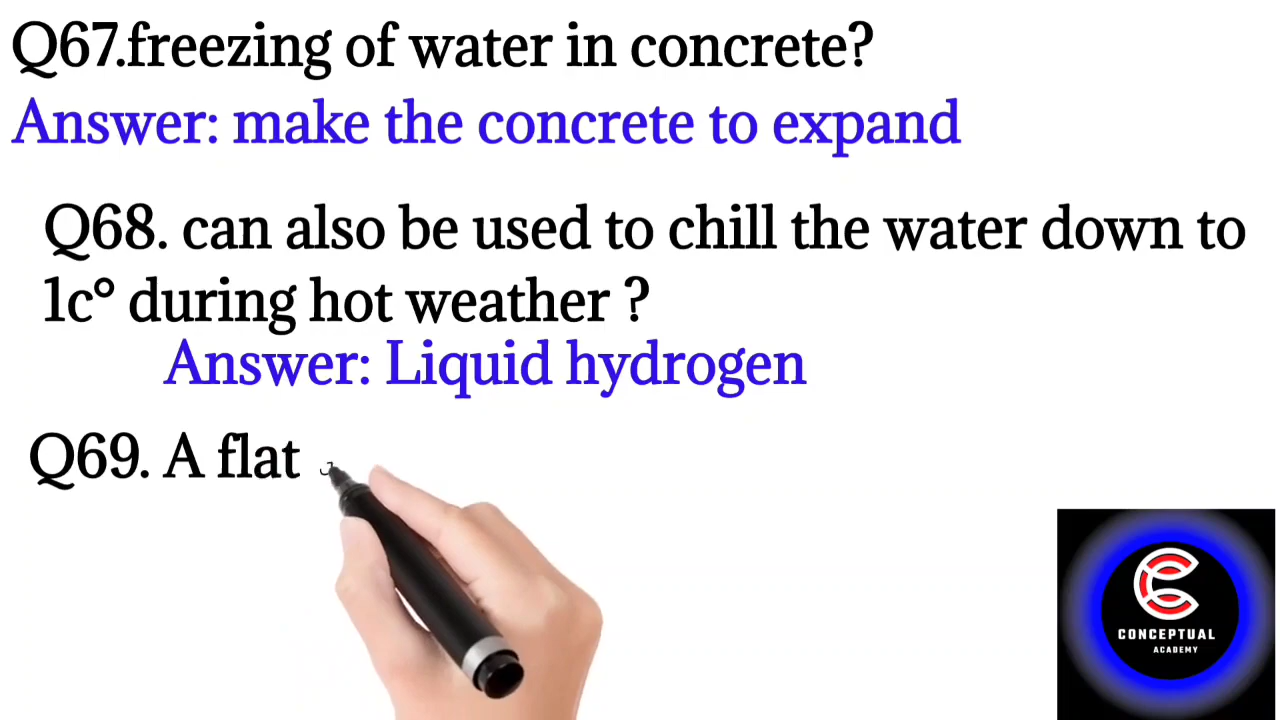 Q67.freezing of water in concrete?
Answer: make the concrete to expand
Q68. can also be used to chill the water down to
1c° during hot weather ?
Answer: Liquid hydrogen
Q69. A flat
CONCEPTUAL
ACADEMY